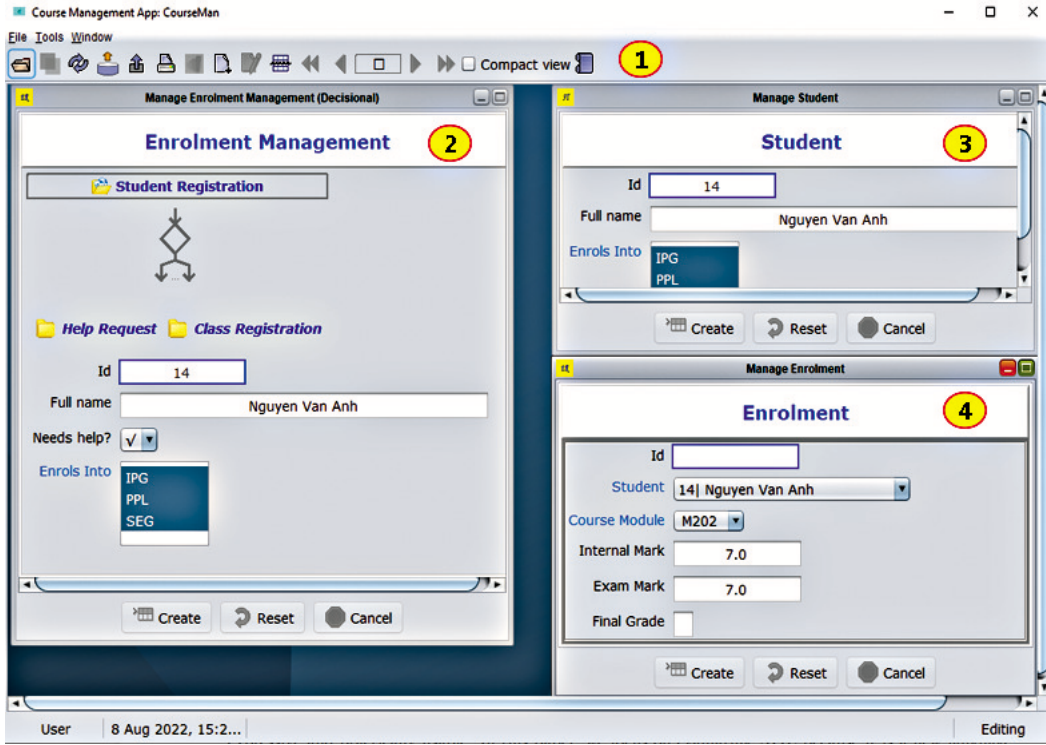 Course Management App: CourseMan
File Tools Window
Compact view
1
Manage Enrolment Management (Decisional)
Enrolment Management
2
Student Registration
...
Help Request Class Registration
Id 14
Full name Nguyen Van Anh
Needs help? √
Enrols Into
IPG
PPL
SEG
Create Reset Cancel
Manage Student
Student
3
Id 14
Full name Nguyen Van Anh
Enrols Into
IPG
PPL
Create Reset Cancel
Manage Enrolment
Enrolment
4
Id
Student 14| Nguyen Van Anh
Course Module M202
Internal Mark 7.0
Exam Mark 7.0
Final Grade
Create Reset Cancel
User 8 Aug 2022, 15:2... Editing